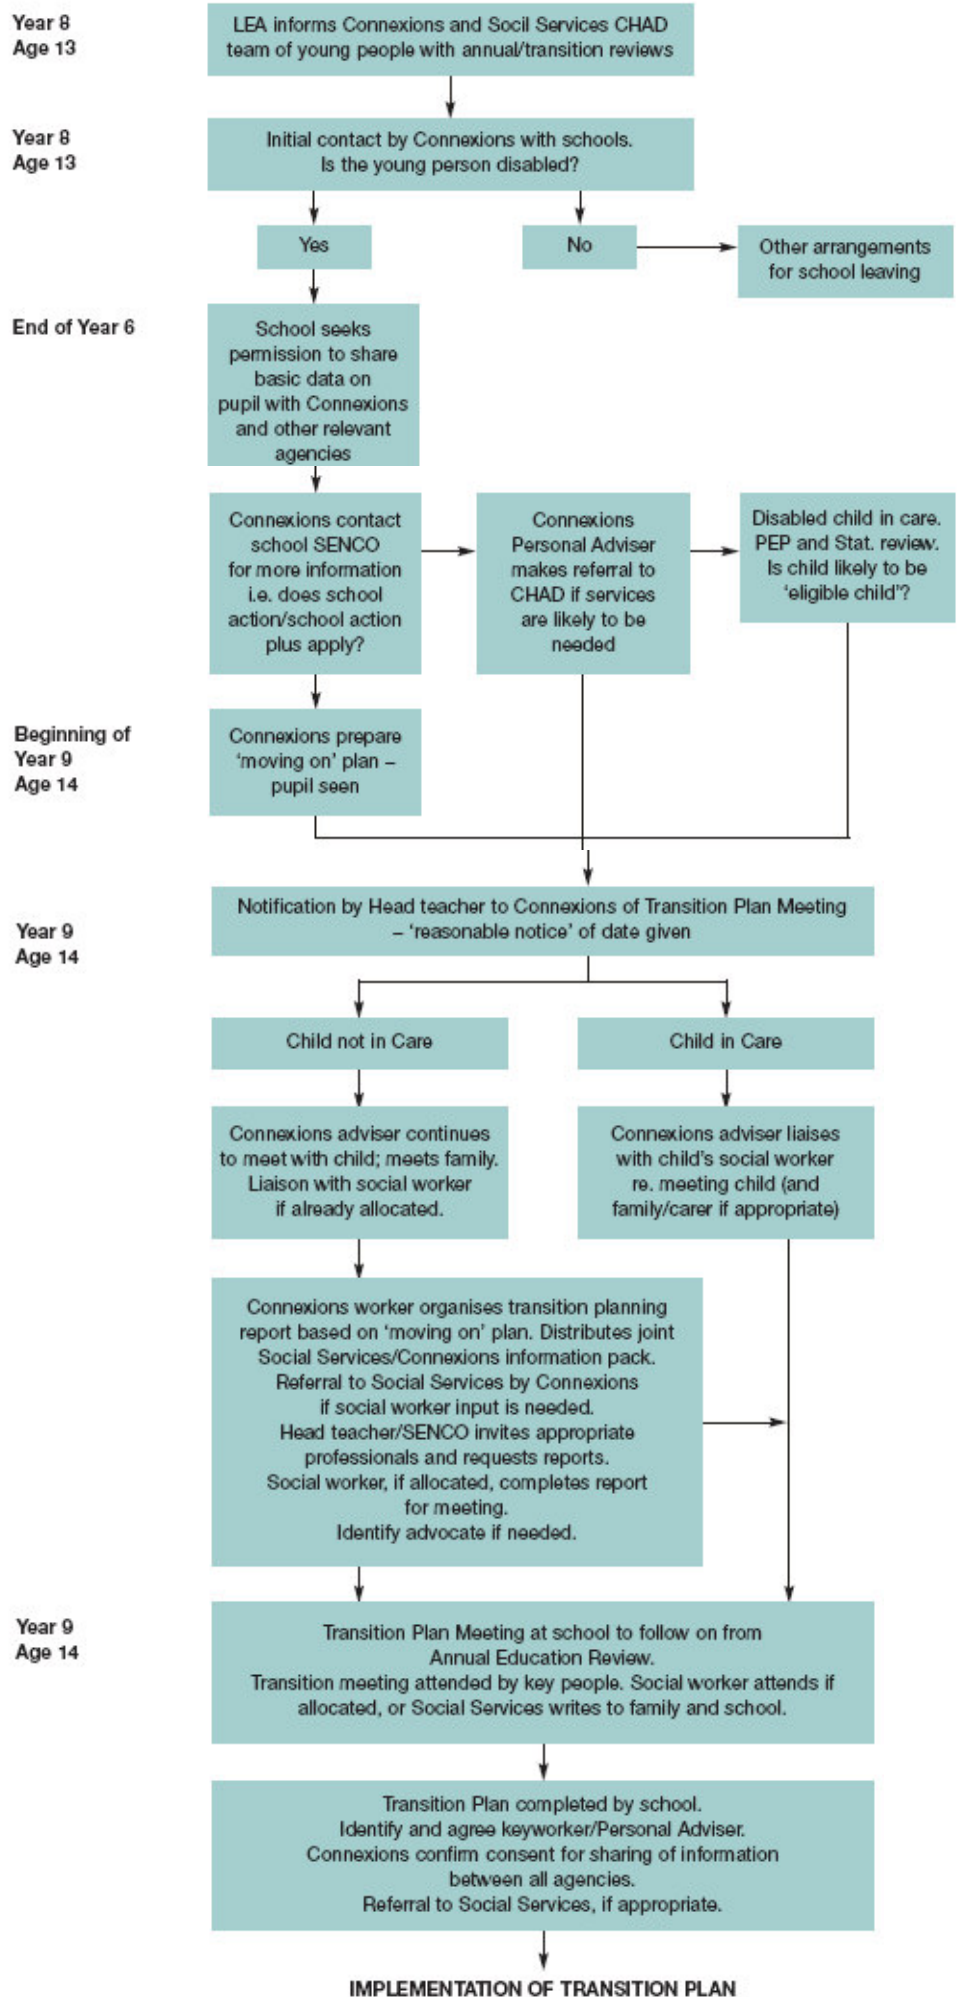 Year 8
Age 13
LEA informs Connexions and Socil Services CHAD
team of young people with annual/transition reviews
Year 8
Age 13
Initial contact by Connexions with schools.
Is the young person disabled?
Yes
No
Other arrangements
for school leaving
End of Year 6
School seeks
permission to share
basic data on
pupil with Connexions
and other relevant
agencies
Connexions contact
school SENCO
for more information
i.e. does school
action/school action
plus apply?
Connexions
Personal Adviser
makes referral to
CHAD if services
are likely to be
needed
Disabled child in care.
PEP and Stat. review.
Is child likely to be
‘eligible child’?
Beginning of
Year 9
Age 14
Connexions prepare
‘moving on’ plan –
pupil seen
Year 9
Age 14
Notification by Head teacher to Connexions of Transition Plan Meeting
– ‘reasonable notice’ of date given
Child not in Care
Child in Care
Connexions adviser continues
to meet with child; meets family.
Liaison with social worker
if already allocated.
Connexions adviser liaises
with child’s social worker
re. meeting child (and
family/carer if appropriate)
Connexions worker organises transition planning
report based on ‘moving on’ plan. Distributes joint
Social Services/Connexions information pack.
Referral to Social Services by Connexions
if social worker input is needed.
Head teacher/SENCO invites appropriate
professionals and requests reports.
Social worker, if allocated, completes report
for meeting.
Identify advocate if needed.
Year 9
Age 14
Transition Plan Meeting at school to follow on from
Annual Education Review.
Transition meeting attended by key people. Social worker attends if
allocated, or Social Services writes to family and school.
Transition Plan completed by school.
Identify and agree keyworker/Personal Adviser.
Connexions confirm consent for sharing of information
between all agencies.
Referral to Social Services, if appropriate.
IMPLEMENTATION OF TRANSITION PLAN